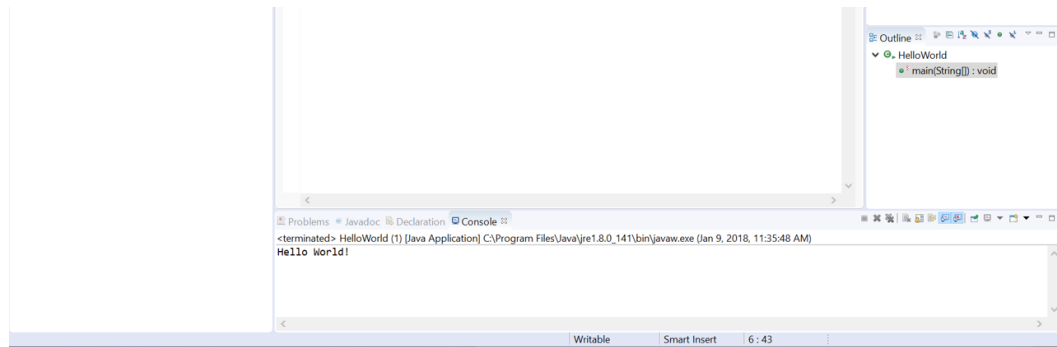 Outline
HelloWorld
main(String[]) : void
Problems Javadoc Declaration Console
<terminated> HelloWorld (1) [Java Application] C:\Program Files\Java\jre1.8.0_141\bin\javaw.exe (Jan 9, 2018, 11:35:48 AM)
Hello World!
Writable Smart Insert 6 : 43